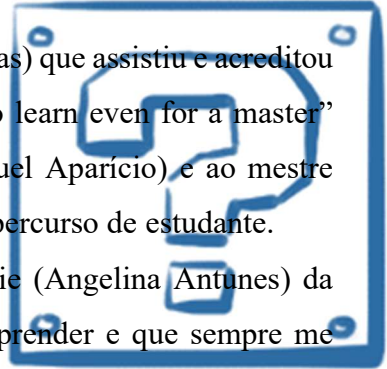 as) que assistiu e acreditou
learn even for a master”
uel Aparício) e ao mestre
percurso de estudante.
ie (Angelina Antunes) da
prender e que sempre me